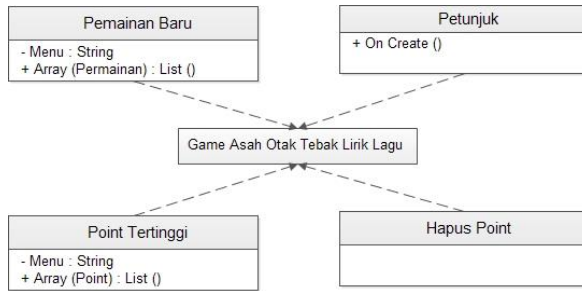 Pemainan Baru
- Menu : String
+ Array (Permainan) : List ()
Petunjuk
+ On Create ()
Game Asah Otak Tebak Lirik Lagu
Point Tertinggi
- Menu : String
+ Array (Point) : List ()
Hapus Point